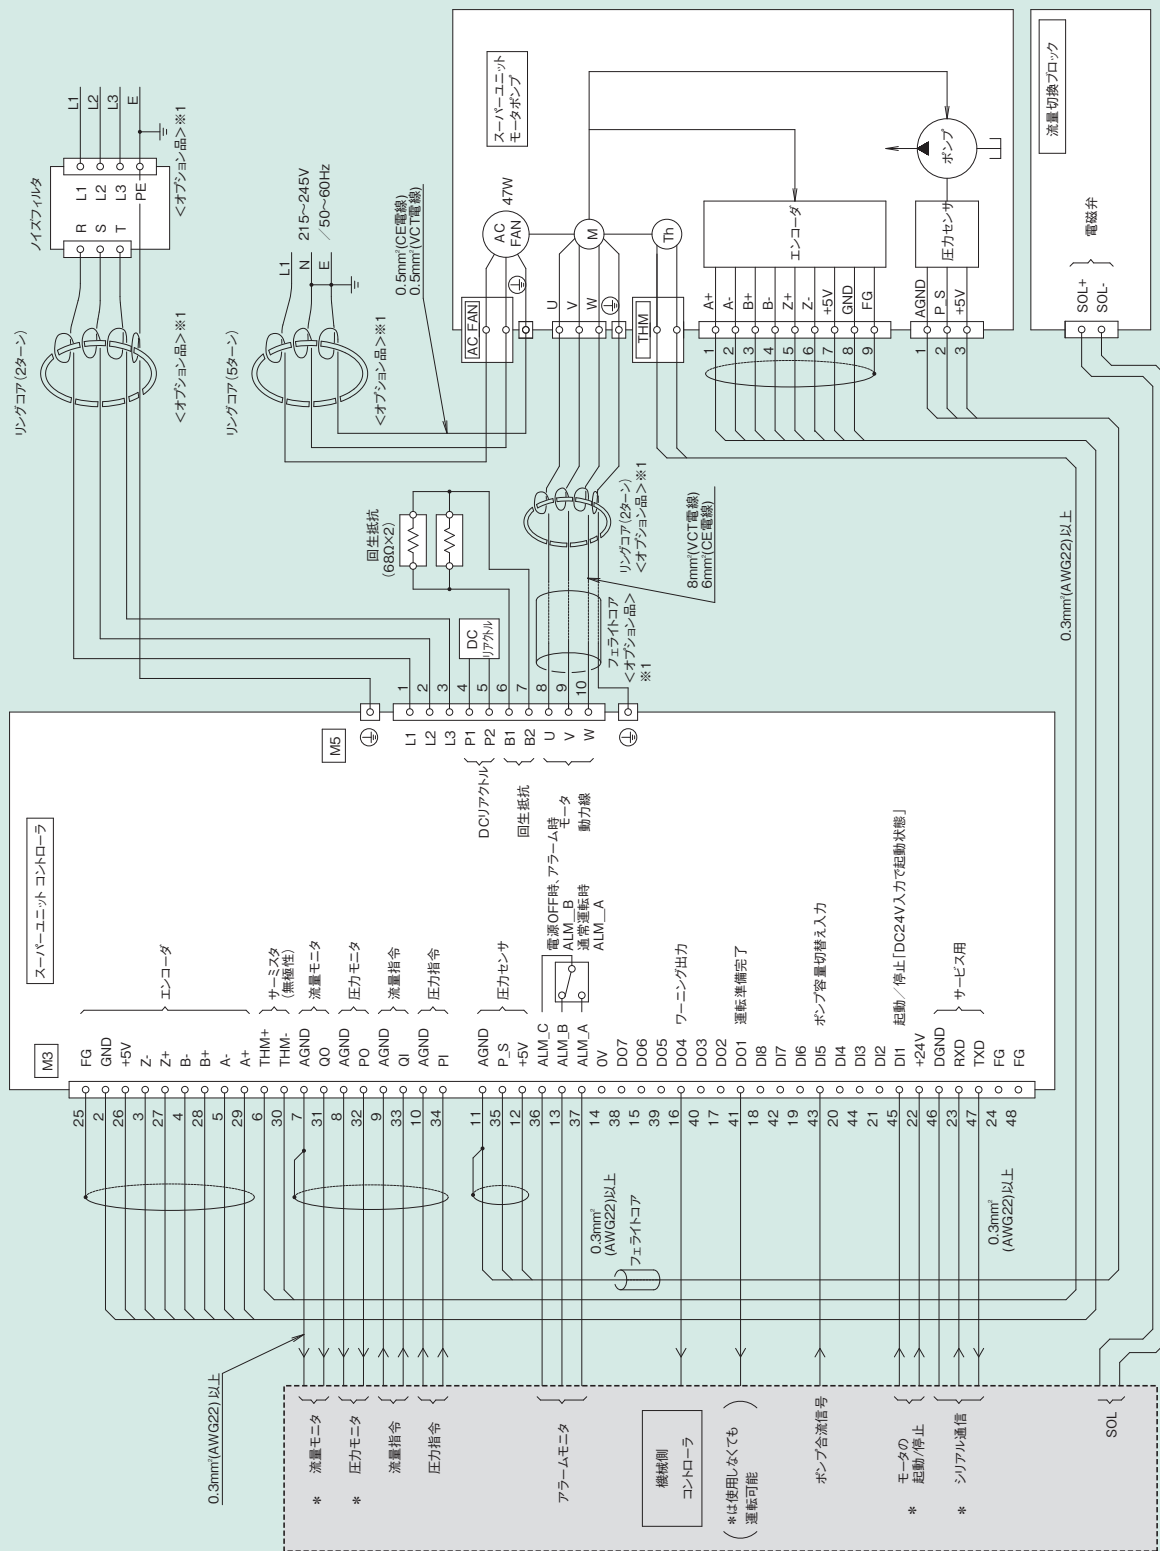 ノイズフィルタ
R
S
T
L1
L2
L3
PE
L1
L2
L3
E
<オプション品>※1
リングコア(2ターン)
<オプション品>※1
L1
N
E
215~245V
/50~60Hz
リングコア(5ターン)
<オプション品>※1
0.5mm²(CE電線)
0.5mm²(VCT電線)
スーパーユニット
モータポンプ
AC
FAN
47W
M
Th
エンコーダ
圧力センサ
ポンプ
AC FAN
U
V
W
THM
A+
A-
B+
B-
Z+
Z-
+5V
GND
FG
1
2
3
4
5
6
7
8
9
AGND
P_S
+5V
1
2
3
流量切換ブロック
電磁弁
SOL+
SOL-
回生抵抗
(68Ω×2)
DC
リアクトル
リングコア(2ターン)
<オプション品>※1
フェライトコア
<オプション品>
※1
8mm²(VCT電線)
6mm²(CE電線)
0.3mm²(AWG22)以上
スーパーユニット コントローラ
M5
1
2
3
4
5
6
7
8
9
10
L1
L2
L3
P1
P2
B1
B2
U
V
W
DCリアクトル
回生抵抗
モータ
動力線
M3
FG
GND
+5V
Z-
Z+
B-
B+
A-
A+
THM+
THM-
AGND
QO
AGND
PO
AGND
QI
AGND
PI
AGND
P_S
+5V
ALM_C
ALM_B
ALM_A
0V
DO7
DO6
DO5
DO4
DO3
DO2
DO1
DI8
DI7
DI6
DI5
DI4
DI3
DI2
DI1
+24V
DGND
RXD
TXD
FG
FG
エンコーダ
サーミスタ
(無極性)
流量モニタ
圧力モニタ
流量指令
圧力指令
圧力センサ
電源OFF時、アラーム時
ALM_B
通常運転時
ALM_A
ワーニング出力
運転準備完了
ポンプ容量切替え入力
起動/停止「DC24V入力で起動状態」
サービス用
25
2
26
3
27
4
28
5
29
6
30
7
31
8
32
9
33
10
34
11
35
12
36
13
37
14
38
15
39
16
40
17
41
18
42
19
43
20
44
21
45
22
46
23
47
24
48
0.3mm²
(AWG22)以上
フェライトコア
0.3mm²
(AWG22)以上
0.3mm²(AWG22)以上
* 流量モニタ
* 圧力モニタ
流量指令
圧力指令
アラームモニタ
機械側
コントローラ
(*は使用しなくても
運転可能)
ポンプ合流信号
* モータの
起動/停止
* シリアル通信
SOL